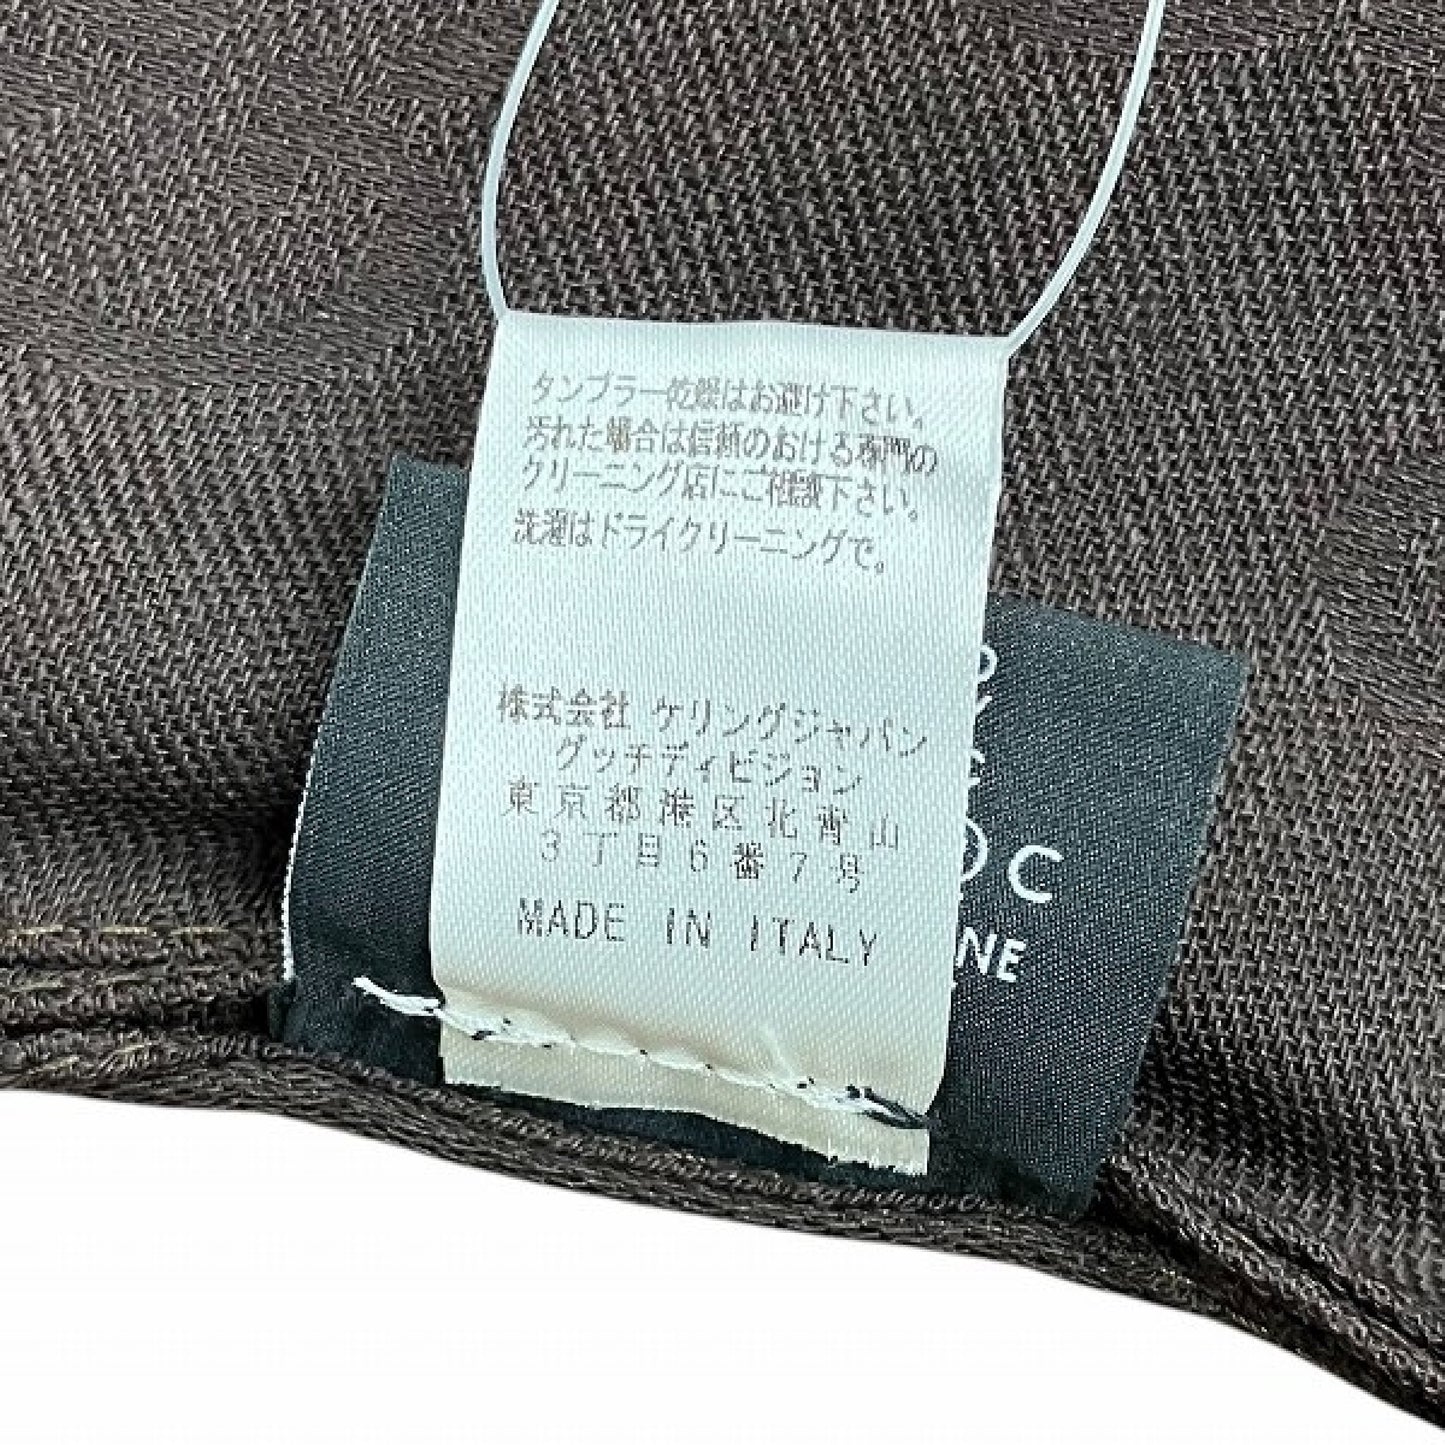 タンブラー乾燥はお避け下さい。
汚れた場合は信頼のおける専門の
クリーニング店にご相談下さい。
洗濯はドライクリーニングで。
株式会社 ケリングジャパン
グッチディビジョン
東京都港区北青山
3丁目6番7号
MADE IN ITALY